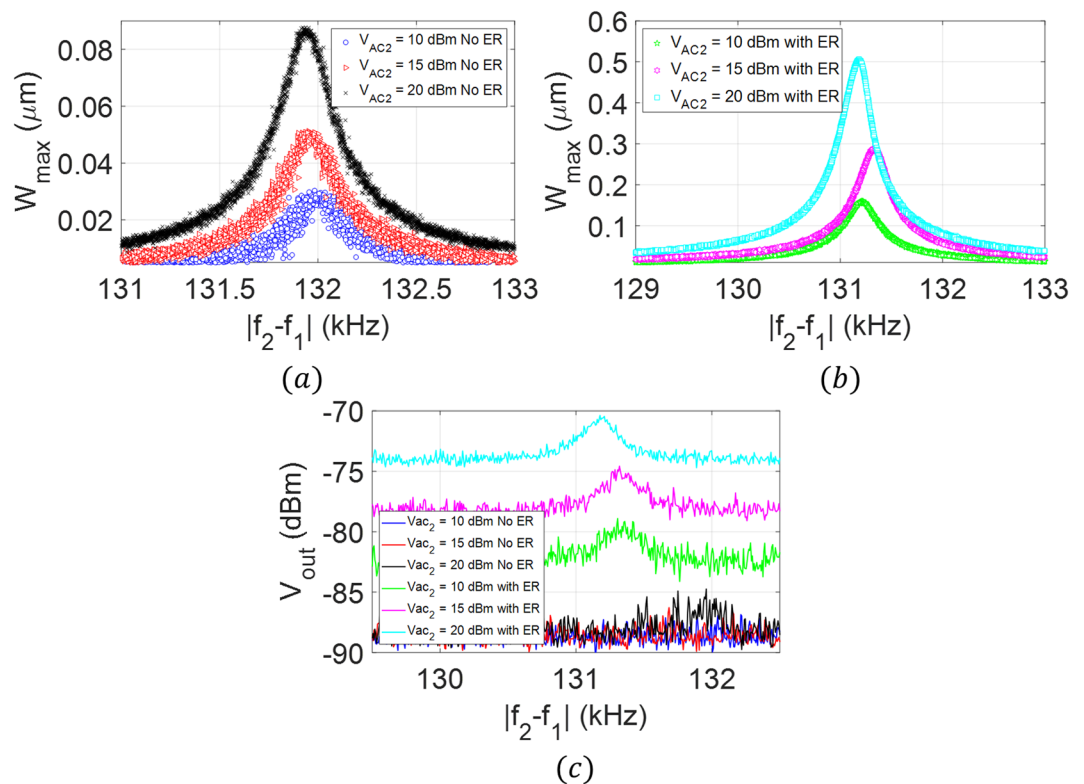 0.08
0.06
0.04
0.02
W_max (μm)
V_AC2 = 10 dBm No ER
V_AC2 = 15 dBm No ER
V_AC2 = 20 dBm No ER
131 131.5 132 132.5 133
|f_2-f_1| (kHz)
(a)
0.6
0.5
0.4
0.3
0.2
0.1
W_max (μm)
V_AC2 = 10 dBm with ER
V_AC2 = 15 dBm with ER
V_AC2 = 20 dBm with ER
129 130 131 132 133
|f_2-f_1| (kHz)
(b)
-70
-75
-80
-85
-90
V_out (dBm)
Vac_2 = 10 dBm No ER
Vac_2 = 15 dBm No ER
Vac_2 = 20 dBm No ER
Vac_2 = 10 dBm with ER
Vac_2 = 15 dBm with ER
Vac_2 = 20 dBm with ER
130 131 132
|f_2-f_1| (kHz)
(c)